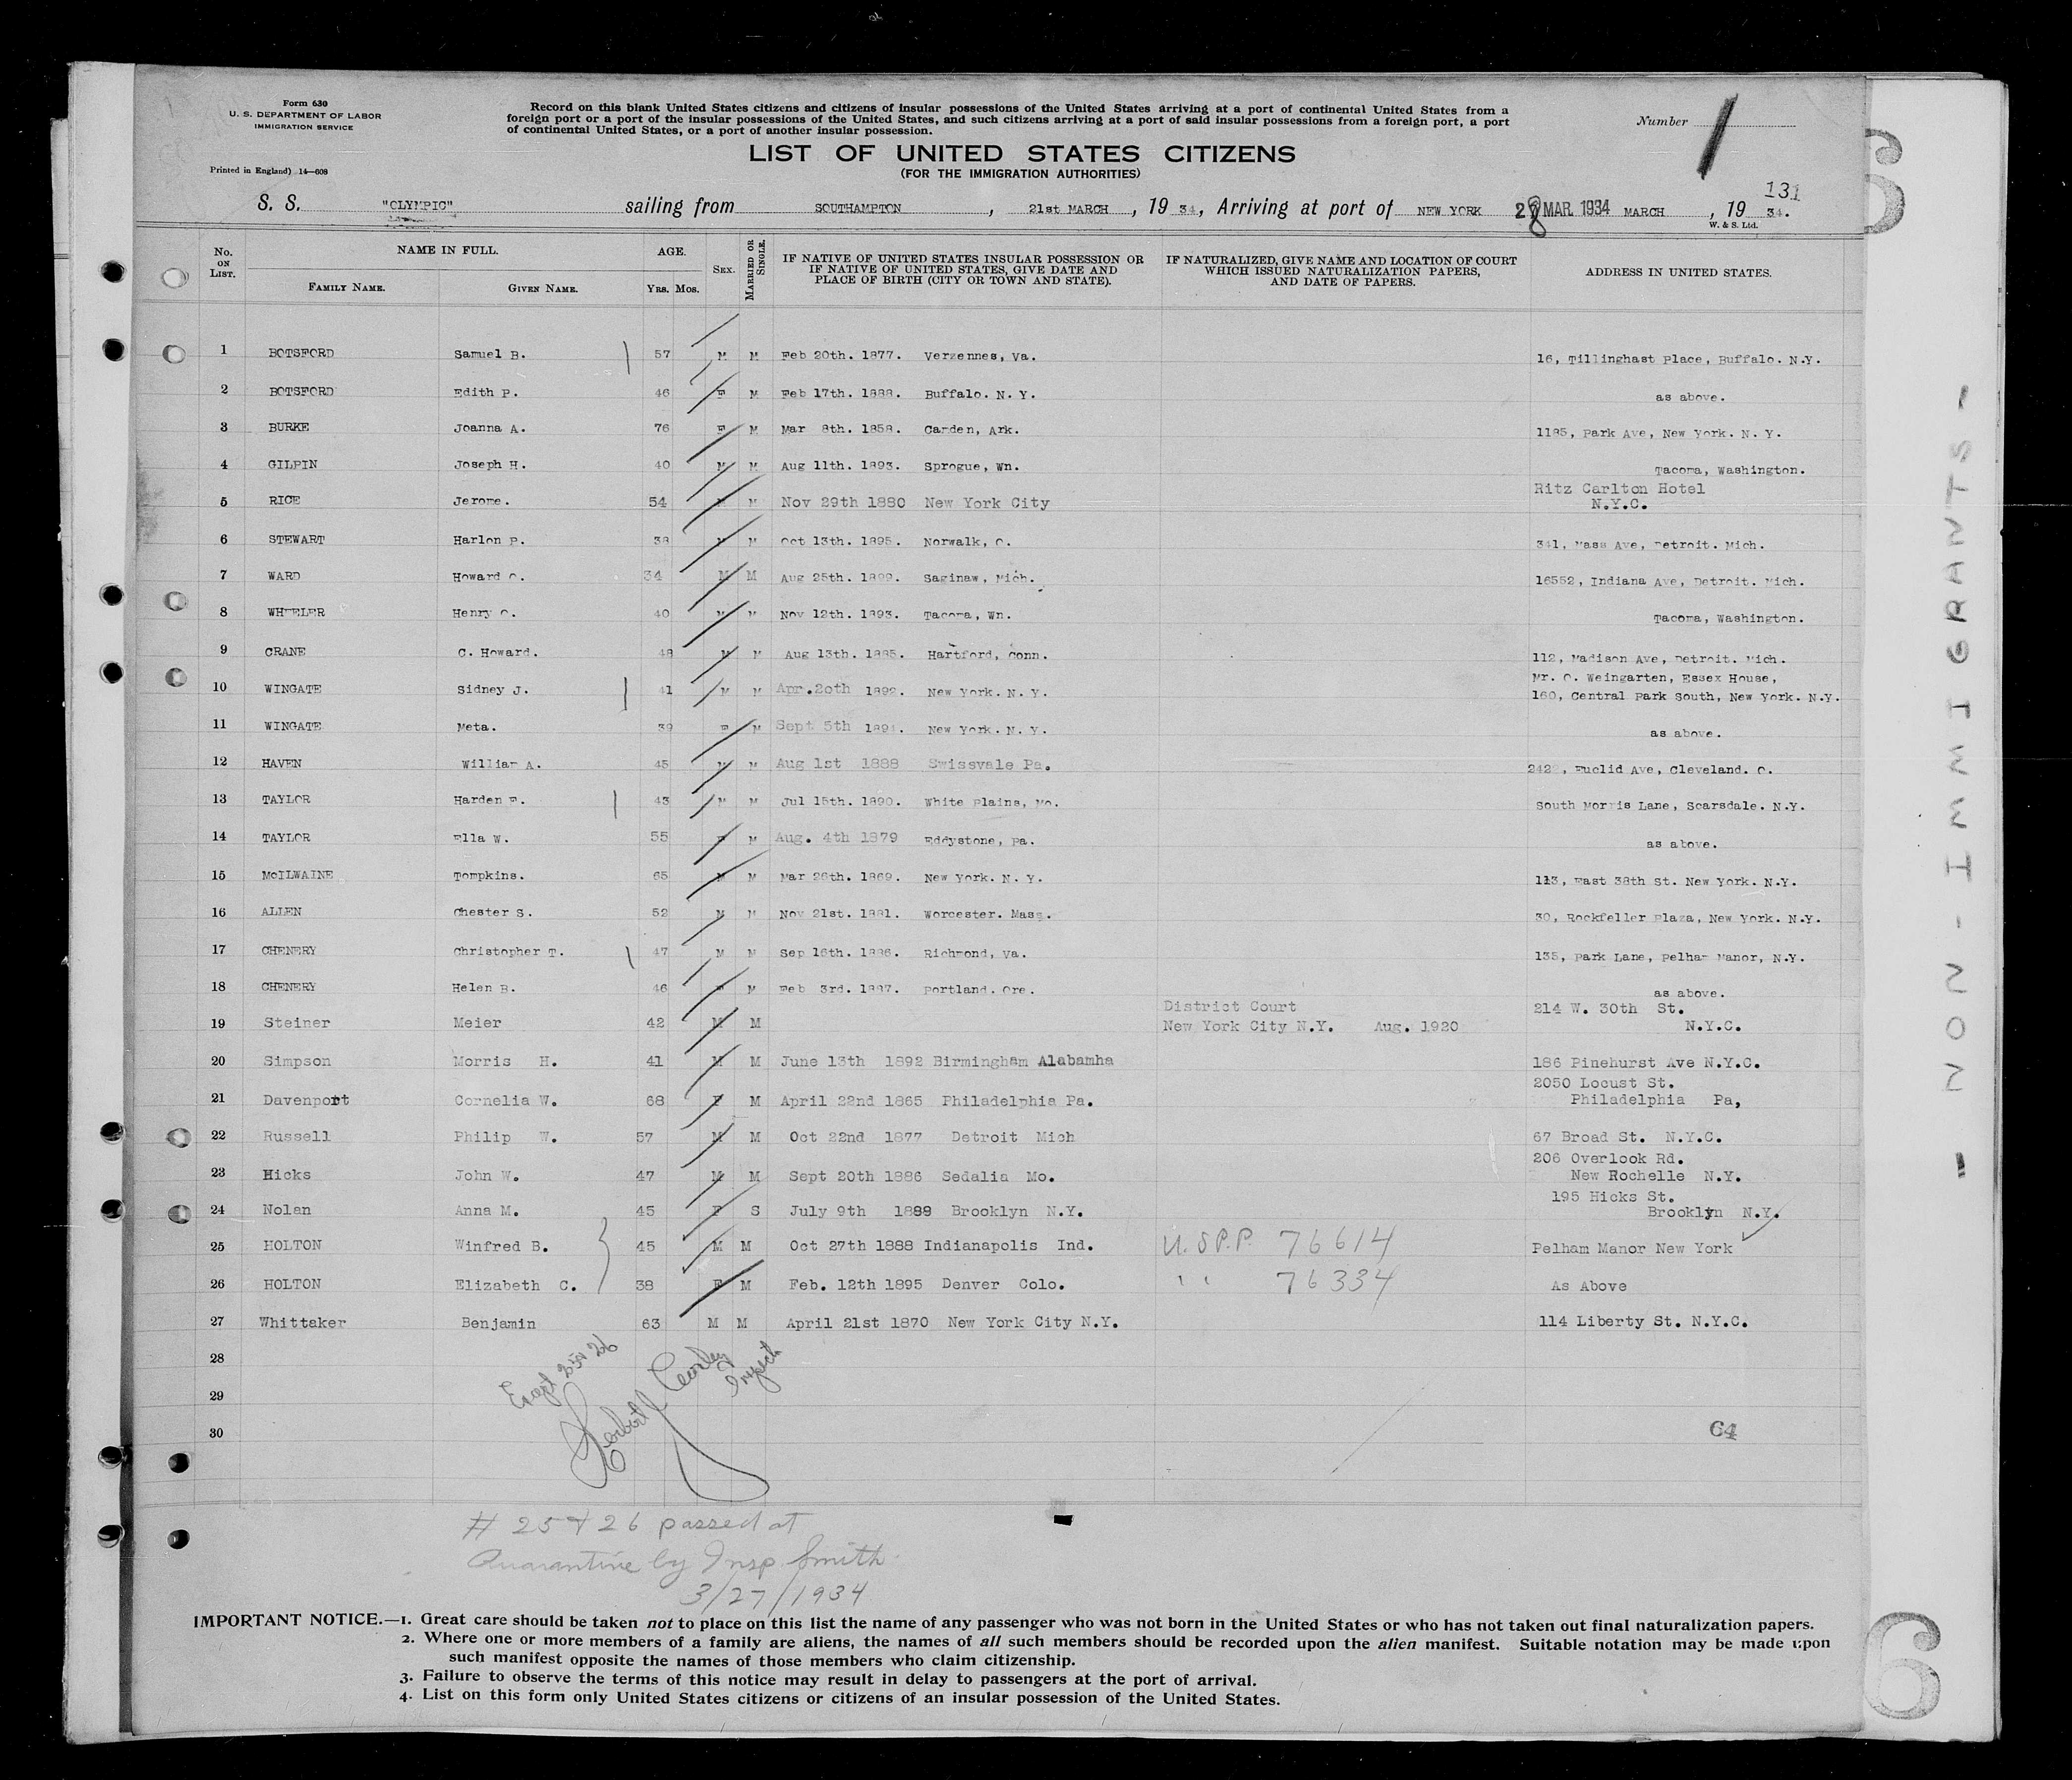 Form 630
U. S. DEPARTMENT OF LABOR
IMMIGRATION SERVICE
Printed in England) 14—608
Record on this blank United States citizens and citizens of insular possessions of the United States arriving at a port of continental United States from a
foreign port or a port of the insular possessions of the United States, and such citizens arriving at a port of said insular possessions from a foreign port, a port
of continental United States, or a port of another insular possession.
Number 1
LIST OF UNITED STATES CITIZENS
(FOR THE IMMIGRATION AUTHORITIES)
131
S. S. "OLYMPIC" sailing from SOUTHAMPTON, 21st MARCH, 19 34, Arriving at port of NEW YORK 28 MAR 1934 MARCH, 19 34.
W. & S. Ltd.
No. ON LIST. NAME IN FULL. FAMILY NAME. GIVEN NAME. AGE. YRS. MOS. SEX. MARRIED OR SINGLE. IF NATIVE OF UNITED STATES INSULAR POSSESSION OR IF NATIVE OF UNITED STATES, GIVE DATE AND PLACE OF BIRTH (CITY OR TOWN AND STATE). IF NATURALIZED, GIVE NAME AND LOCATION OF COURT WHICH ISSUED NATURALIZATION PAPERS, AND DATE OF PAPERS. ADDRESS IN UNITED STATES.
1 BOTSFORD Samuel B. 57 M M Feb 20th. 1877. Verzennes, Va. 16, Tillinghast Place, Buffalo. N.Y.
2 BOTSFORD Edith P. 46 F M Feb 17th. 1888. Buffalo. N. Y. as above.
3 BURKE Joanna A. 76 F M Mar 8th. 1858. Camden, Ark. 1185, Park Ave, New York. N. Y.
4 GILPIN Joseph H. 40 M M Aug 11th. 1893. Sprogue, Wn. Tacoma, Washington.
5 RICE Jerome. 54 M M Nov 29th 1880 New York City Ritz Carlton Hotel
N.Y.C.
6 STEWART Harlon P. 38 M M Oct 13th. 1895. Norwalk, O. 341, Mass Ave, Detroit. Mich.
7 WARD Howard O. 34 M M Aug 25th. 1899. Saginaw, Mich. 16552, Indiana Ave, Detroit. Mich.
8 WHEELER Henry O. 40 M M Nov 12th. 1893. Tacoma, Wn. Tacoma, Washington.
9 CRANE C. Howard. 48 M M Aug 13th. 1885. Hartford, Conn. 112, Madison Ave, Detroit. Mich.
10 WINGATE Sidney J. 41 M M Apr.20th 1892. New York. N. Y. Mr. O. Weingarten, Essex House,
160, Central Park South, New York. N.Y.
11 WINGATE Meta. 39 F M Sept 5th New York. N. Y. as above.
12 HAVEN William A. 45 M M Aug 1st 1888 Swissvale Pa. Euclid Ave, Cleveland. O.
13 TAYLOR Harden F. 43 M M Jul 15th. 1890. White Plains, Mo. South Morris Lane, Scarsdale. N.Y.
14 TAYLOR Ella W. 55 F M Aug. 4th 1879 Eddystone, Pa. as above.
15 McILWAINE Tompkins. 65 M M Mar 26th. 1869. New York. N. Y. 113, East 38th St. New York. N.Y.
16 ALLEN Chester S. 52 M M Nov 21st. 1881. Worcester. Mass. 30, Rockfeller Plaza, New York. N.Y.
17 CHENERY Christopher T. 47 M M Sep 16th. 1886. Richmond, Va. 135, Park Lane, Pelham Manor, N.Y.
18 CHENERY Helen B. 46 F M Feb 3rd. 1887. Portland. Ore. as above.
19 Steiner Meier 42 M M District Court
New York City N.Y. Aug. 1920 214 W. 30th St.
N.Y.C.
20 Simpson Morris H. 41 M M June 13th 1892 Birmingham Alabamha 186 Pinehurst Ave N.Y.C.
21 Davenport Cornelia W. 68 F M April 22nd 1865 Philadelphia Pa. 2050 Locust St.
Philadelphia Pa,
22 Russell Philip W. 57 M M Oct 22nd 1877 Detroit Mich 67 Broad St. N.Y.C.
23 Hicks John W. 47 M M Sept 20th 1886 Sedalia Mo. 206 Overlook Rd.
New Rochelle N.Y.
24 Nolan Anna M. 45 F S July 9th 1889 Brooklyn N.Y. 195 Hicks St.
Brooklyn N.Y.
25 HOLTON Winfred B. 45 M M Oct 27th 1888 Indianapolis Ind. U.S P.P. 76614 Pelham Manor New York
26 HOLTON Elizabeth C. 38 F M Feb. 12th 1895 Denver Colo. " 76334 As Above
27 Whittaker Benjamin 63 M M April 21st 1870 New York City N.Y. 114 Liberty St. N.Y.C.
28
29
30
Except 25 & 26
64
# 25 & 26 passed at
Quarantine by Insp. Smith
3/27/1934
IMPORTANT NOTICE.—1. Great care should be taken not to place on this list the name of any passenger who was not born in the United States or who has not taken out final naturalization papers.
2. Where one or more members of a family are aliens, the names of all such members should be recorded upon the alien manifest. Suitable notation may be made upon
such manifest opposite the names of those members who claim citizenship.
3. Failure to observe the terms of this notice may result in delay to passengers at the port of arrival.
4. List on this form only United States citizens or citizens of an insular possession of the United States.
- NON-IMMIGRANTS -
6
6